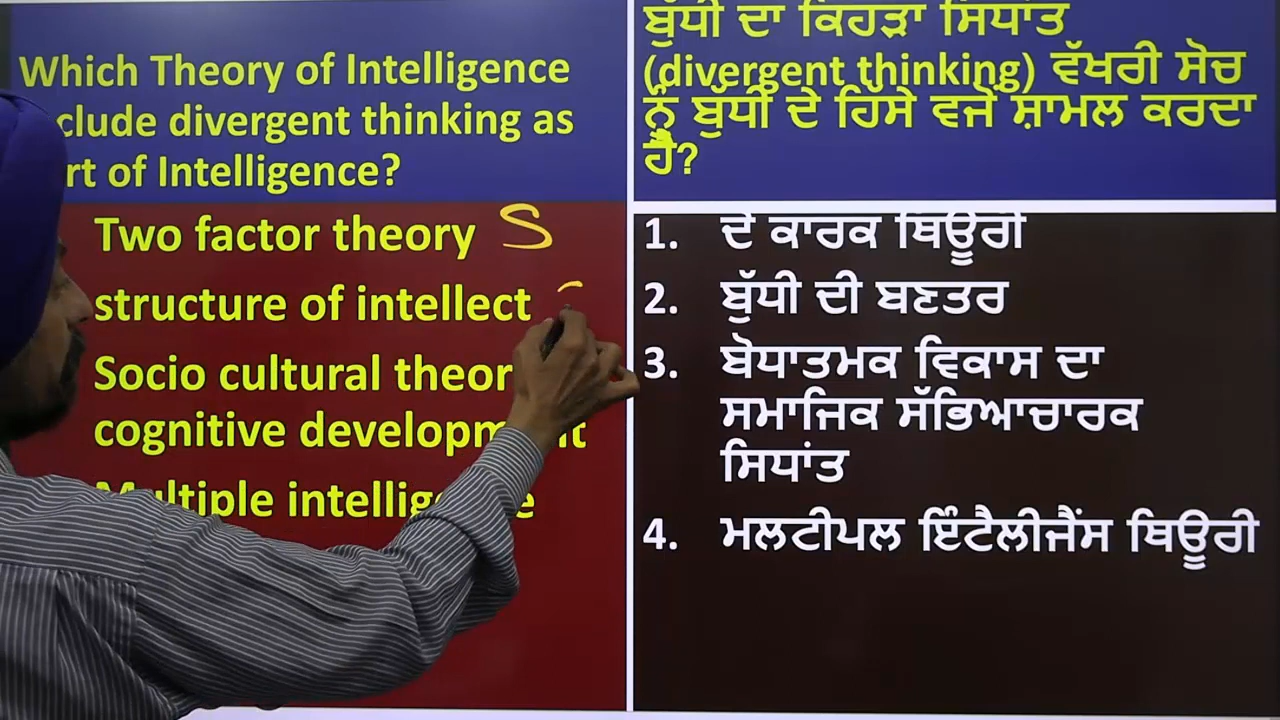 Which Theory of Intelligence
clude divergent thinking as
rt of Intelligence?
Two factor theory S
structure of intellect
Socio cultural theor
cognitive develop
ਬੁੱਧੀ ਦਾ ਕਿਹੜਾ ਸਿਧਾਂਤ
(divergent thinking) ਵੱਖਰੀ ਸੋਚ
ਨੂੰ ਬੁੱਧੀ ਦੇ ਹਿਸੇ ਵਜੋਂ ਸ਼ਾਮਲ ਕਰਦਾ
ਹੈ?
1. ਦੋ ਕਾਰਕ ਥਿਊਰੀ
2. ਬੁੱਧੀ ਦੀ ਬਣਤਰ
3. ਬੋਧਾਤਮਕ ਵਿਕਾਸ ਦਾ
ਸਮਾਜਿਕ ਸੱਭਿਆਚਾਰਕ
ਸਿਧਾਂਤ
4. ਮਲਟੀਪਲ ਇੰਟੈਲੀਜੈਂਸ ਥਿਊਰੀ